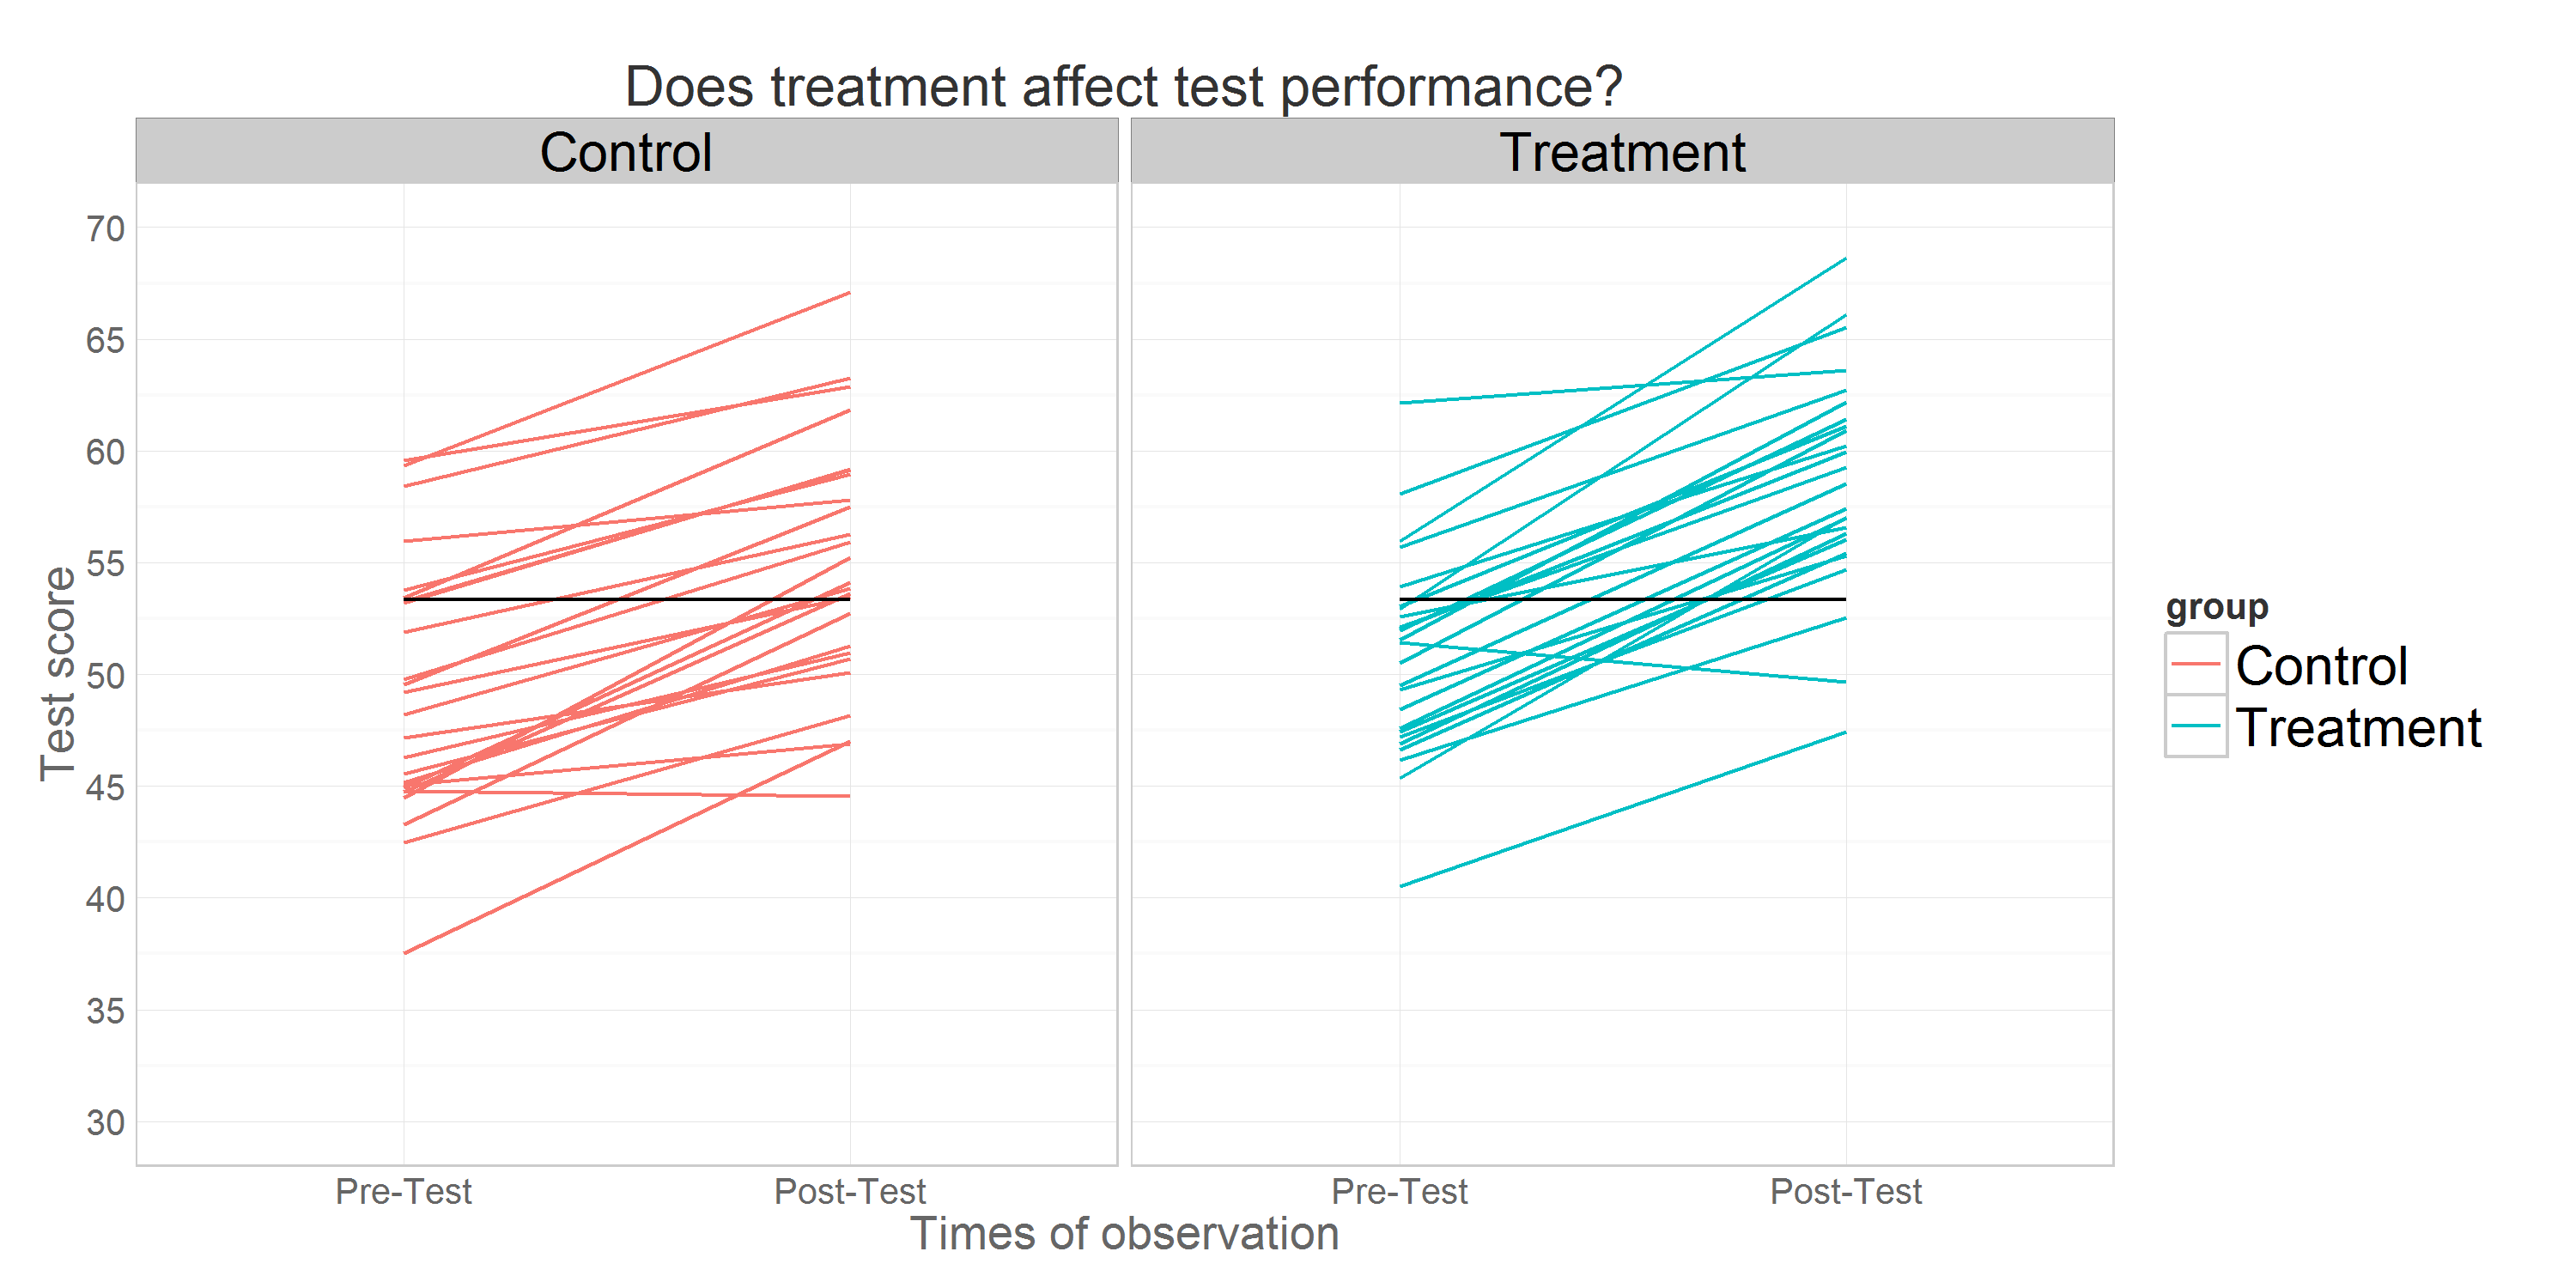 Does treatment affect test performance?
Control
Treatment
70
65
60
55
50
45
40
35
30
Test score
Pre-Test
Post-Test
Pre-Test
Post-Test
Times of observation
group
Control
Treatment